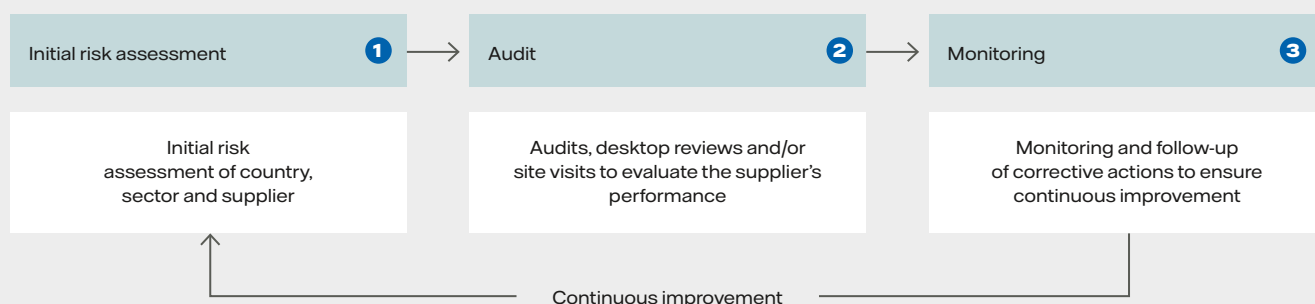 Initial risk assessment 1
Audit 2
Monitoring 3
Initial risk
assessment of country,
sector and supplier
Audits, desktop reviews and/or
site visits to evaluate the supplier’s
performance
Monitoring and follow-up
of corrective actions to ensure
continuous improvement
Continuous improvement